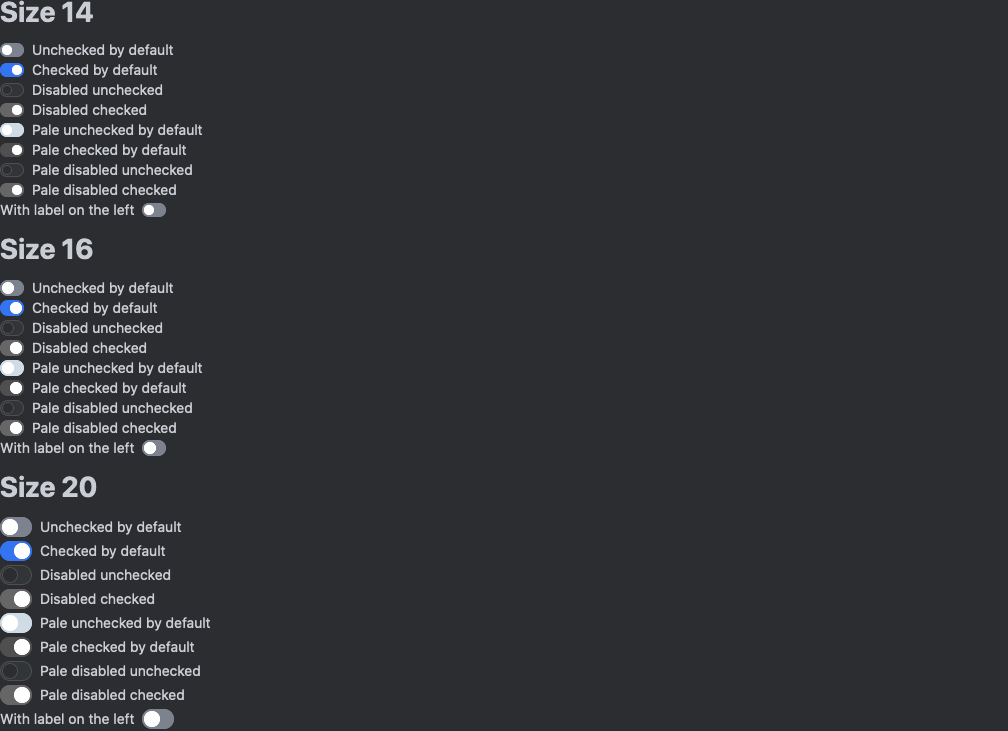 Size 14
Unchecked by default
Checked by default
Disabled unchecked
Disabled checked
Pale unchecked by default
Pale checked by default
Pale disabled unchecked
Pale disabled checked
With label on the left
Size 16
Unchecked by default
Checked by default
Disabled unchecked
Disabled checked
Pale unchecked by default
Pale checked by default
Pale disabled unchecked
Pale disabled checked
With label on the left
Size 20
Unchecked by default
Checked by default
Disabled unchecked
Disabled checked
Pale unchecked by default
Pale checked by default
Pale disabled unchecked
Pale disabled checked
With label on the left